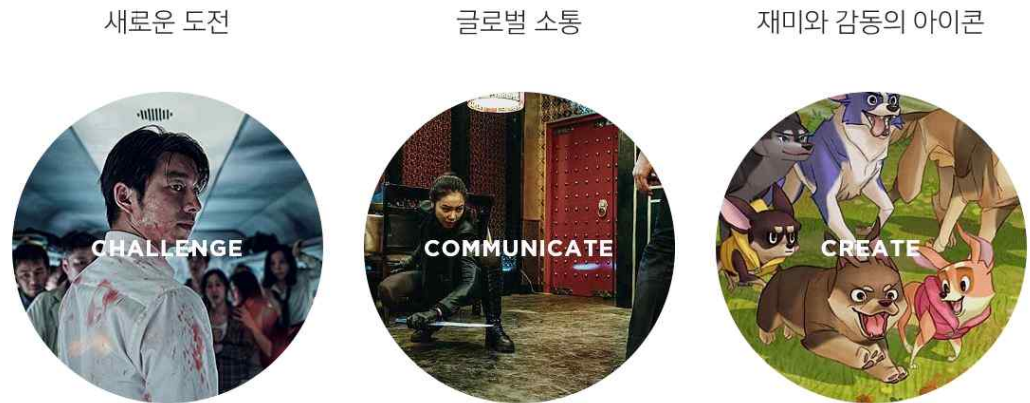 새로운 도전
글로벌 소통
재미와 감동의 아이콘
CHALLENGE
COMMUNICATE
CREATE